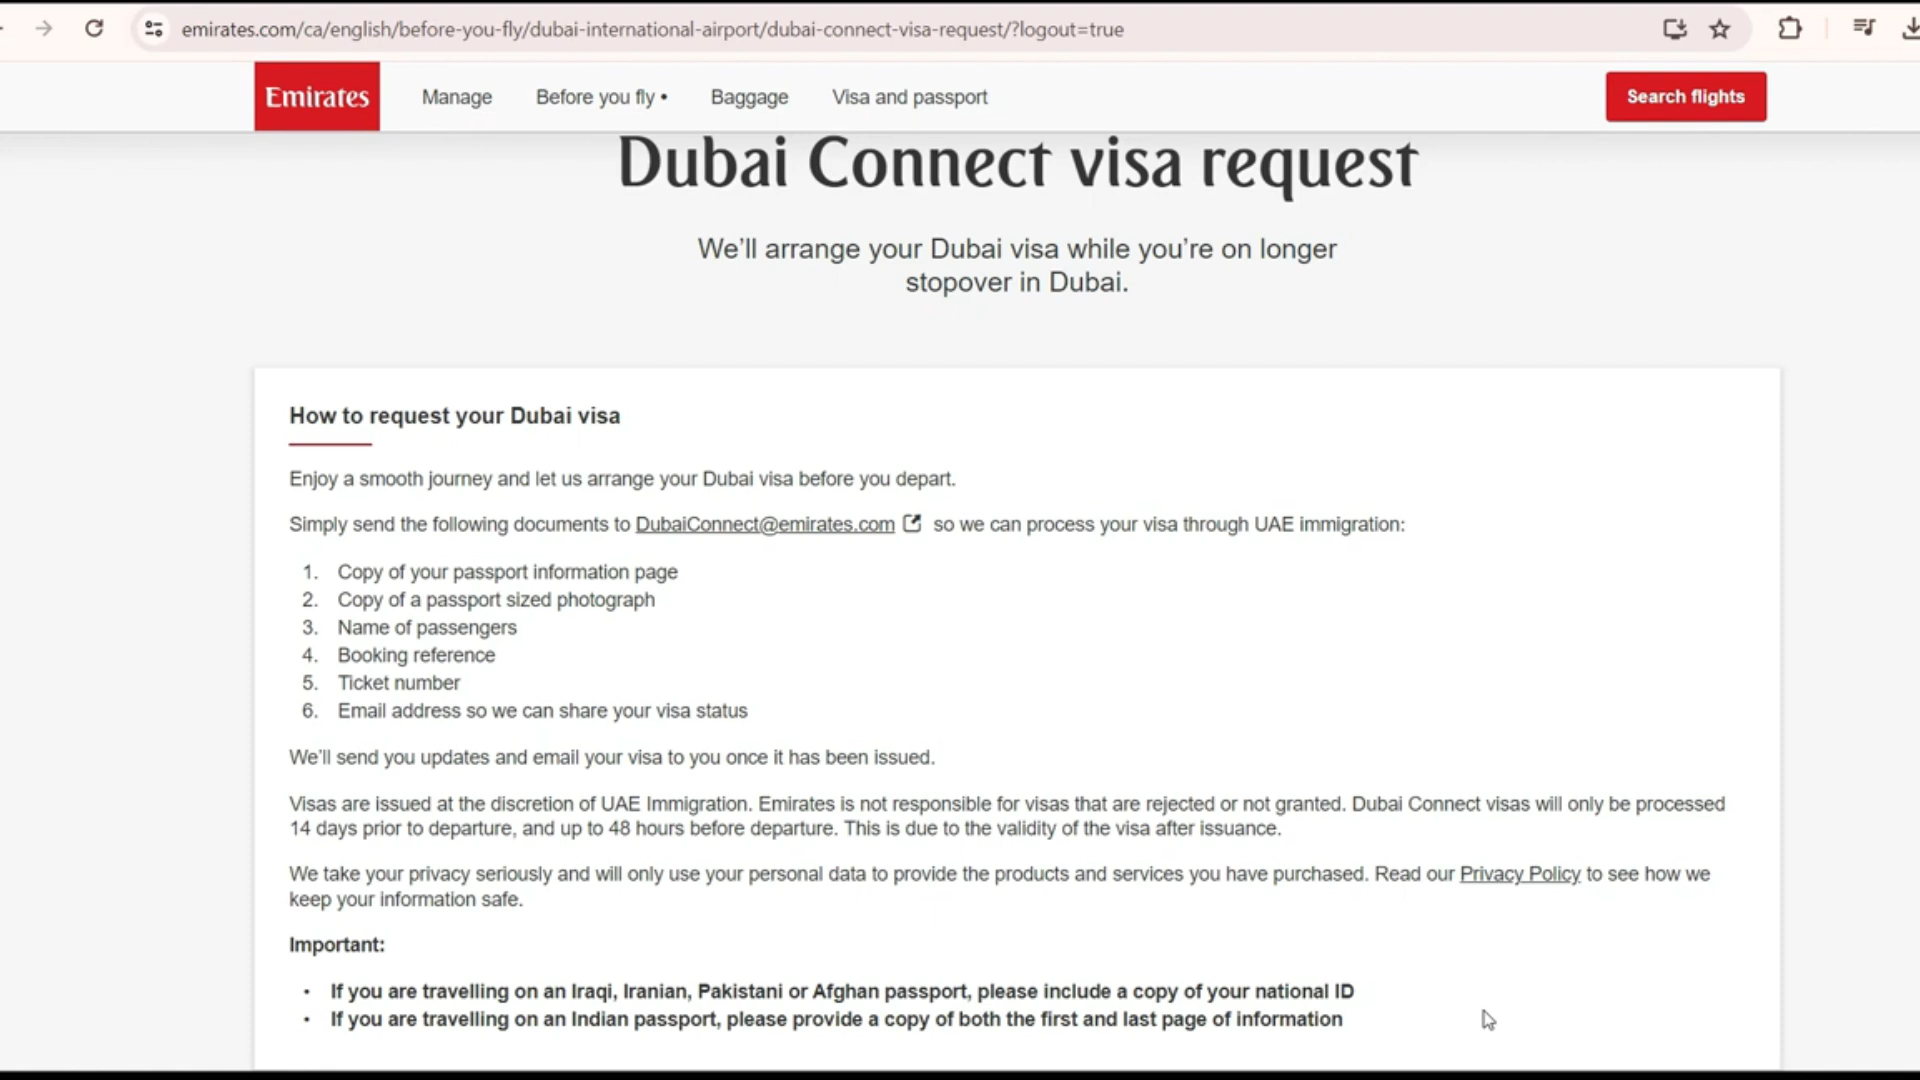 emirates.com/ca/english/before-you-fly/dubai-international-airport/dubai-connect-visa-request/?logout=true
Emirates
Manage
Before you fly •
Baggage
Visa and passport
Search flights
Dubai Connect visa request
We'll arrange your Dubai visa while you're on longer
stopover in Dubai.
How to request your Dubai visa
Enjoy a smooth journey and let us arrange your Dubai visa before you depart.
Simply send the following documents to DubaiConnect@emirates.com so we can process your visa through UAE immigration:
1. Copy of your passport information page
2. Copy of a passport sized photograph
3. Name of passengers
4. Booking reference
5. Ticket number
6. Email address so we can share your visa status
We'll send you updates and email your visa to you once it has been issued.
Visas are issued at the discretion of UAE Immigration. Emirates is not responsible for visas that are rejected or not granted. Dubai Connect visas will only be processed
14 days prior to departure, and up to 48 hours before departure. This is due to the validity of the visa after issuance.
We take your privacy seriously and will only use your personal data to provide the products and services you have purchased. Read our Privacy Policy to see how we
keep your information safe.
Important:
• If you are travelling on an Iraqi, Iranian, Pakistani or Afghan passport, please include a copy of your national ID
• If you are travelling on an Indian passport, please provide a copy of both the first and last page of information